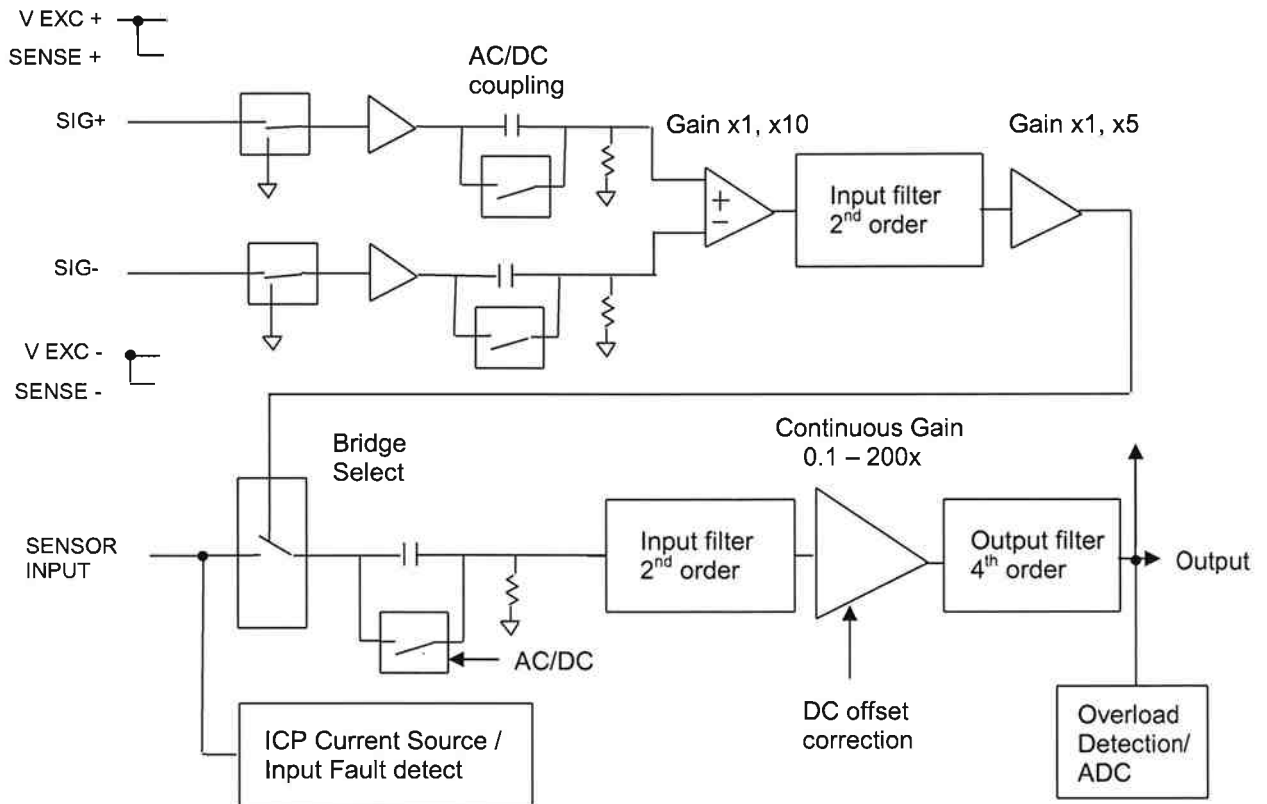 V EXC +
SENSE +
AC/DC
coupling
SIG+
Gain x1, x10
Gain x1, x5
+
−
Input filter
2nd order
SIG-
V EXC -
SENSE -
Bridge
Select
Continuous Gain
0.1 – 200x
SENSOR
INPUT
Input filter
2nd order
Output filter
4th order
Output
AC/DC
ICP Current Source /
Input Fault detect
DC offset
correction
Overload
Detection/
ADC